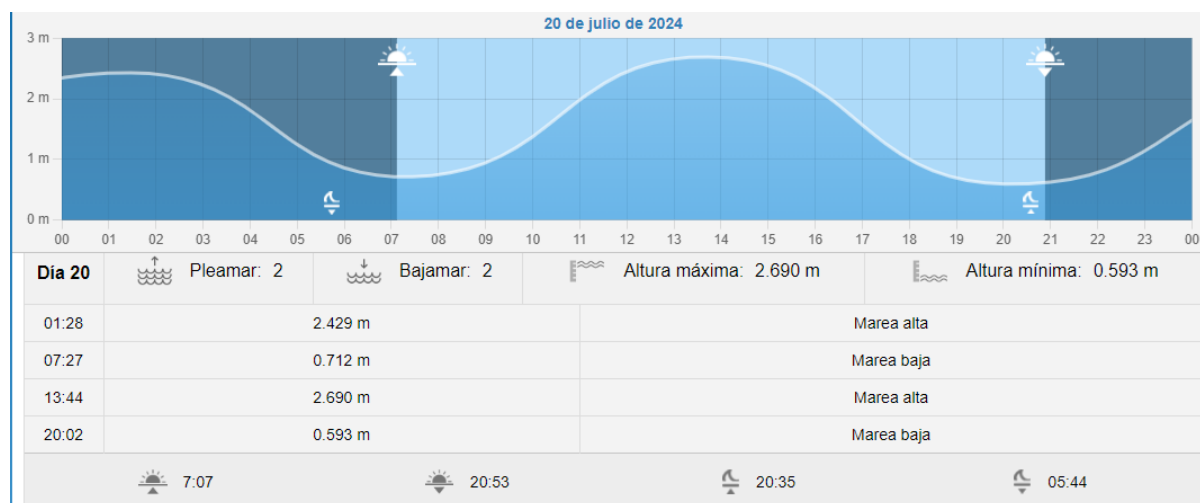 20 de julio de 2024
3 m
2 m
1 m
0 m
00 01 02 03 04 05 06 07 08 09 10 11 12 13 14 15 16 17 18 19 20 21 22 23 00
Día 20 Pleamar: 2 Bajamar: 2 Altura máxima: 2.690 m Altura mínima: 0.593 m
01:28 2.429 m Marea alta
07:27 0.712 m Marea baja
13:44 2.690 m Marea alta
20:02 0.593 m Marea baja
7:07 20:53 20:35 05:44